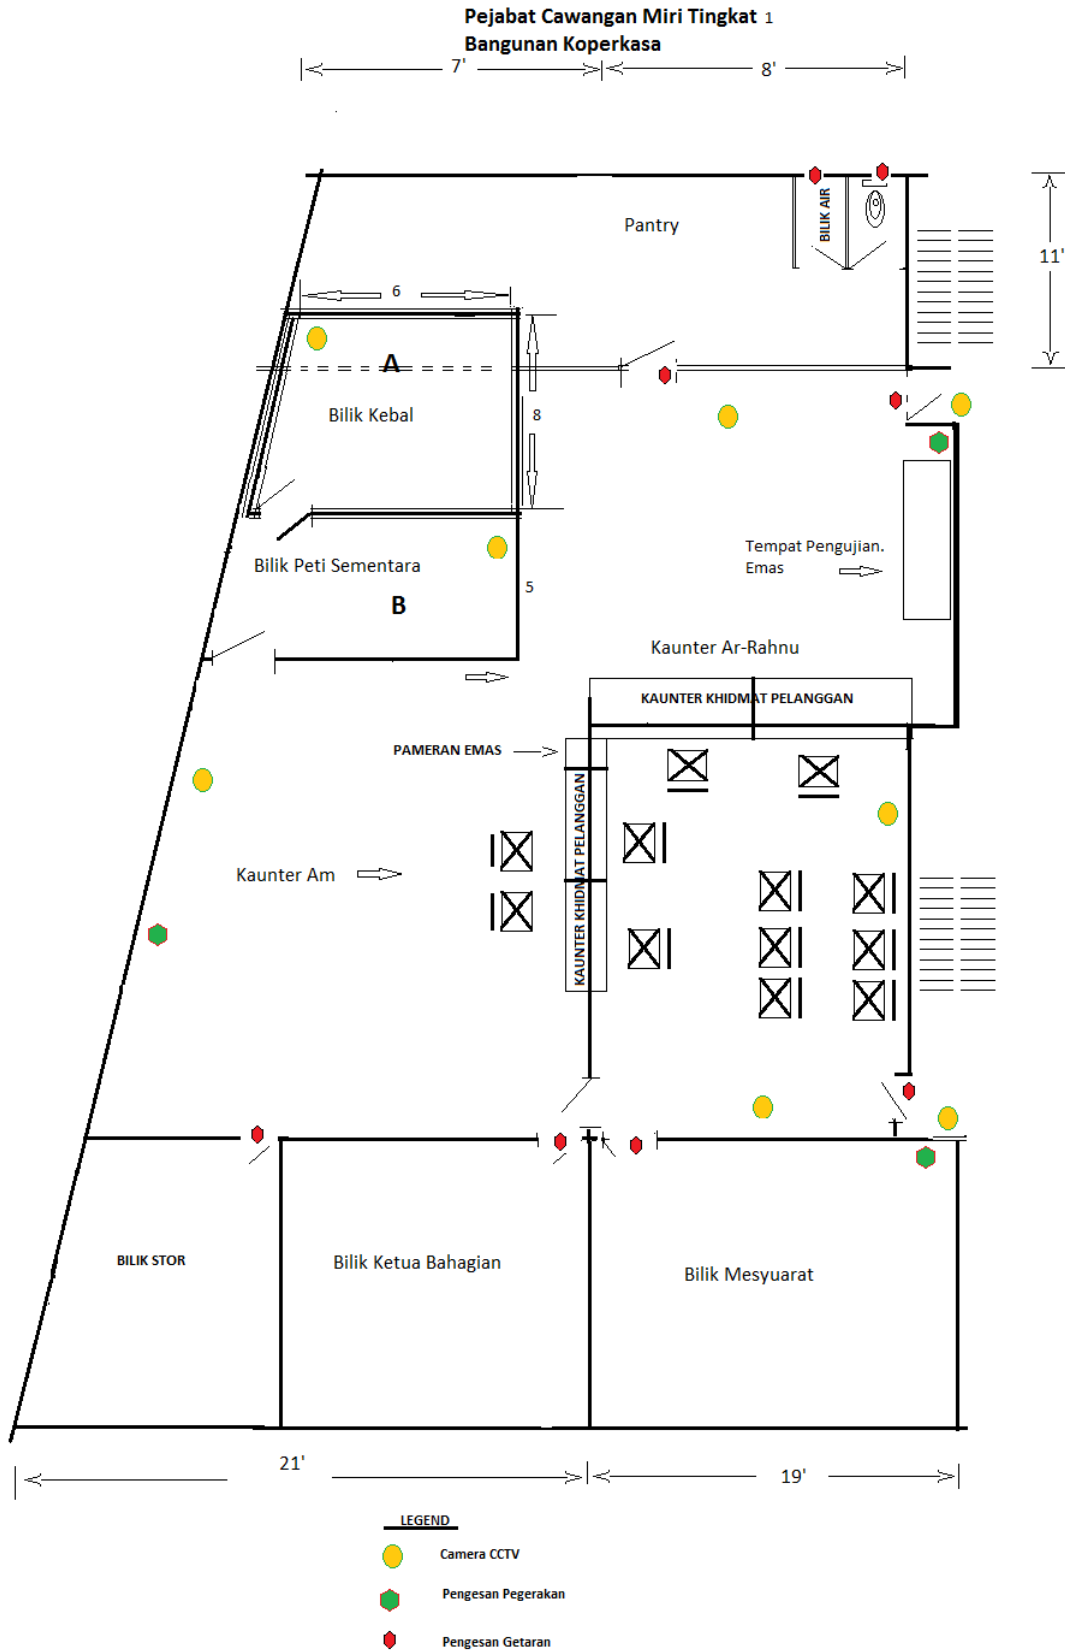 Pejabat Cawangan Miri Tingkat 1
Bangunan Koperkasa
7'
8'
BILIK AIR
Pantry
11'
6
A
Bilik Kebal
8
Bilik Peti Sementara
B
5
Tempat Pengujian.
Emas
Kaunter Ar-Rahnu
KAUNTER KHIDMAT PELANGGAN
PAMERAN EMAS
KAUNTER KHIDMAT PELANGGAN
Kaunter Am
BILIK STOR
Bilik Ketua Bahagian
Bilik Mesyuarat
21'
19'
LEGEND
Camera CCTV
Pengesan Pegerakan
Pengesan Getaran